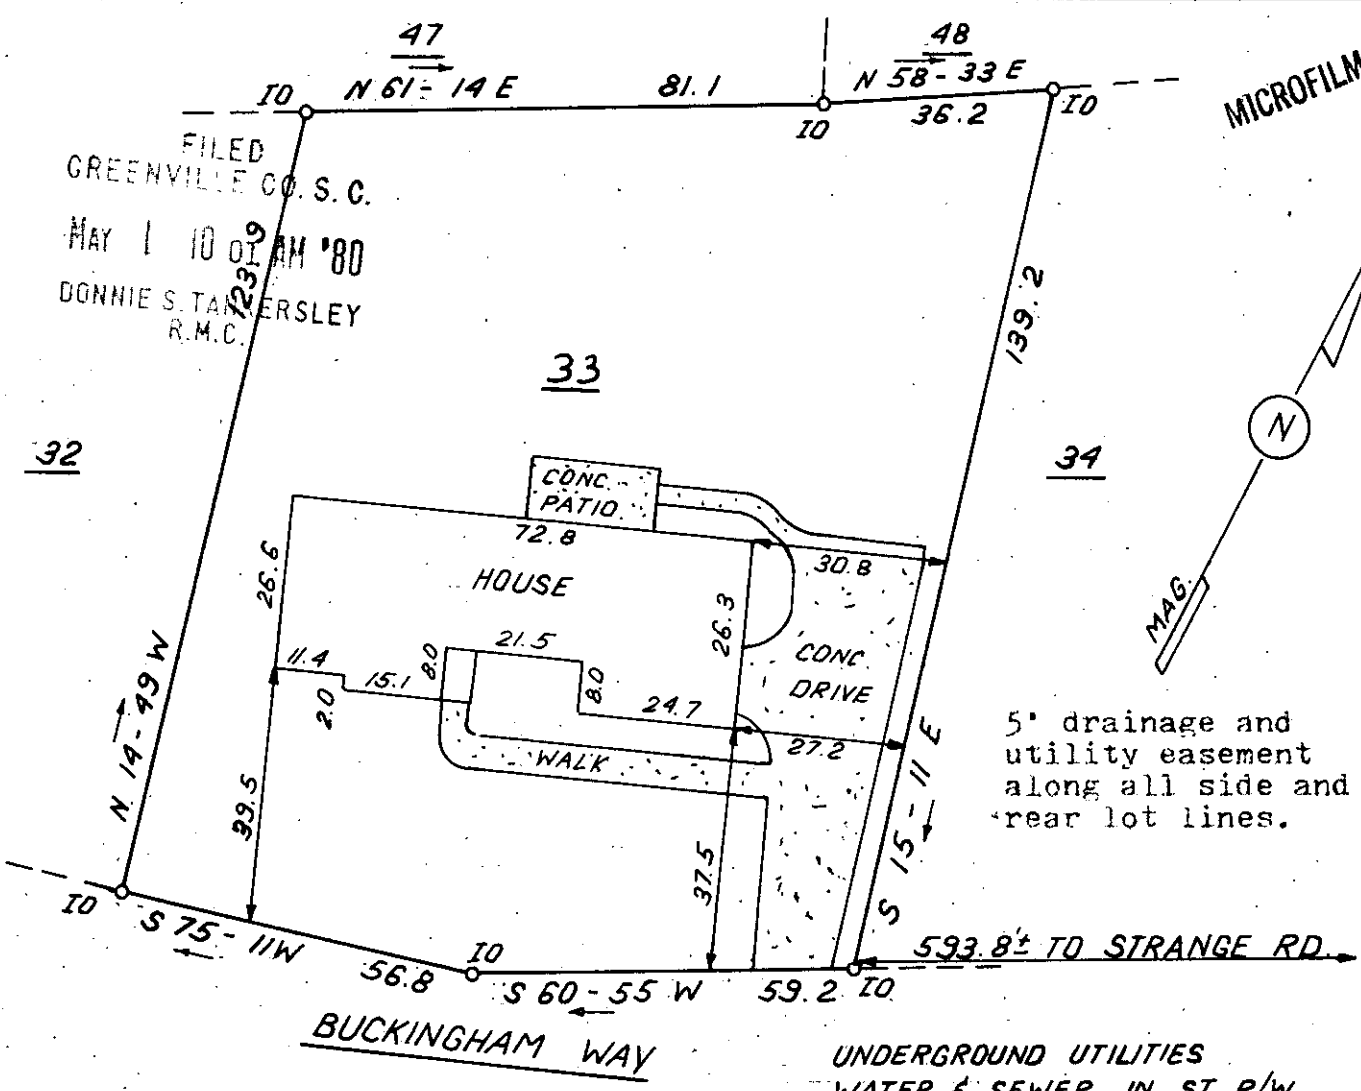 47
48
N 61-14 E 81.1
N 58-33 E
36.2
IO
IO
IO
MICROFILM
FILED
GREENVILLE CO. S. C.
MAY 1 10 01 AM '80
DONNIE S. TANKERSLEY
R.M.C.
123.9
139.2
33
32
34
N
MAG.
CONC.
PATIO
72.8
30.8
HOUSE
26.6
26.3
21.5
11.4
8.0
8.0
15.1
2.0
24.7
CONC.
DRIVE
27.2
WALK
N 14-49 W
39.5
37.5
S 15-11 E
5' drainage and
utility easement
along all side and
rear lot lines.
IO
S 75-11 W
56.8
IO
S 60-55 W 59.2
IO
593.8'± TO STRANGE RD.
BUCKINGHAM WAY
UNDERGROUND UTILITIES
WATER & SEWER IN ST. R/W